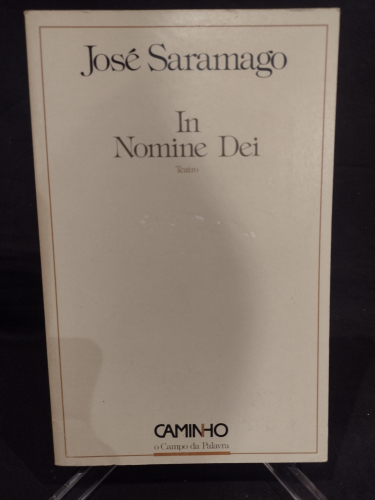 José Saramago
In
Nomine Dei
Teatro
CAMINHO
o Campo da Palavra